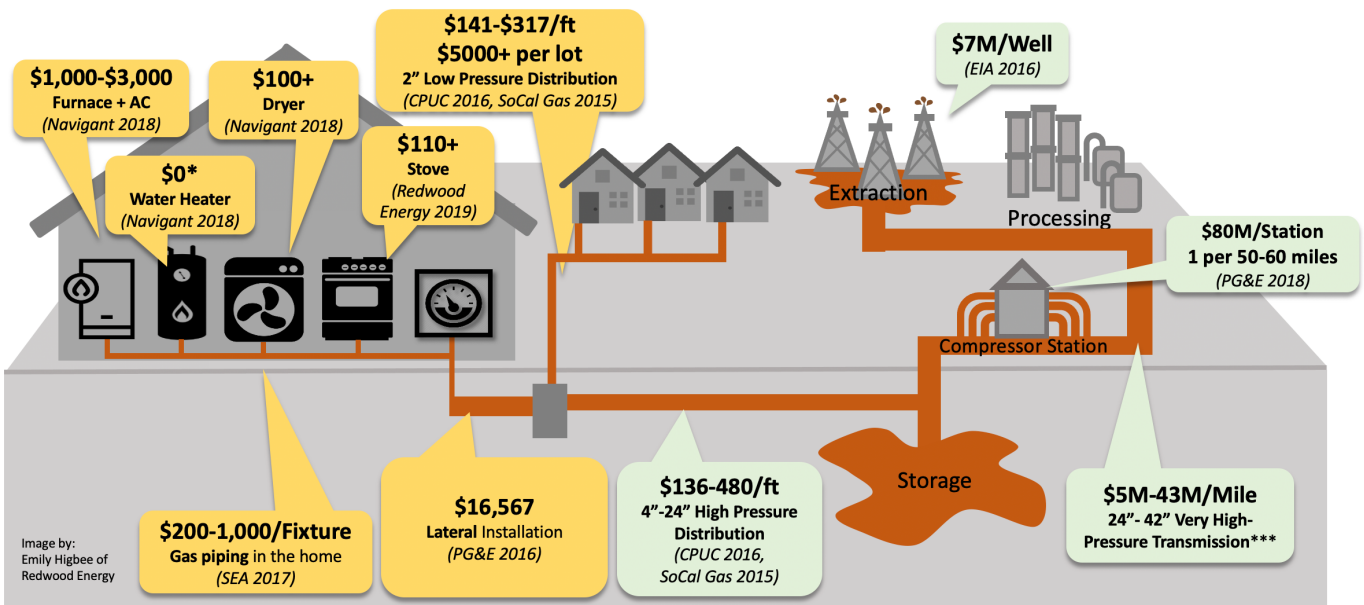 $1,000-$3,000
Furnace + AC
(Navigant 2018)
$0*
Water Heater
(Navigant 2018)
$100+
Dryer
(Navigant 2018)
$110+
Stove
(Redwood
Energy 2019)
$141-$317/ft
$5000+ per lot
2” Low Pressure Distribution
(CPUC 2016, SoCal Gas 2015)
$7M/Well
(EIA 2016)
Extraction
Processing
$80M/Station
1 per 50-60 miles
(PG&E 2018)
Compressor Station
Storage
$200-1,000/Fixture
Gas piping in the home
(SEA 2017)
$16,567
Lateral Installation
(PG&E 2016)
$136-480/ft
4”-24” High Pressure
Distribution
(CPUC 2016,
SoCal Gas 2015)
$5M-43M/Mile
24”- 42” Very High-
Pressure Transmission***
Image by:
Emily Higbee of
Redwood Energy